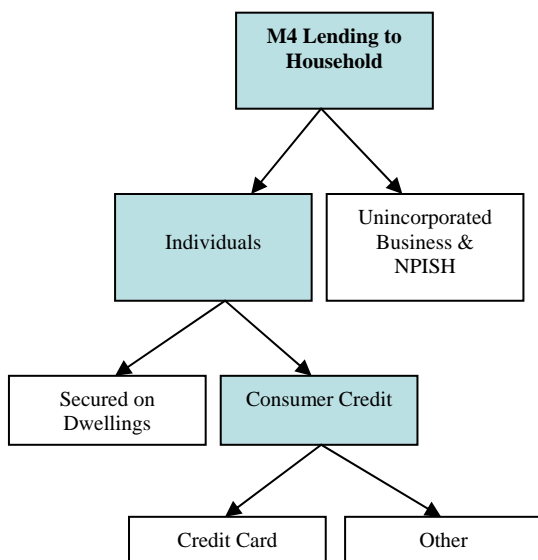 M4 Lending to
Household
Individuals
Unincorporated
Business &
NPISH
Secured on
Dwellings
Consumer Credit
Credit Card
Other